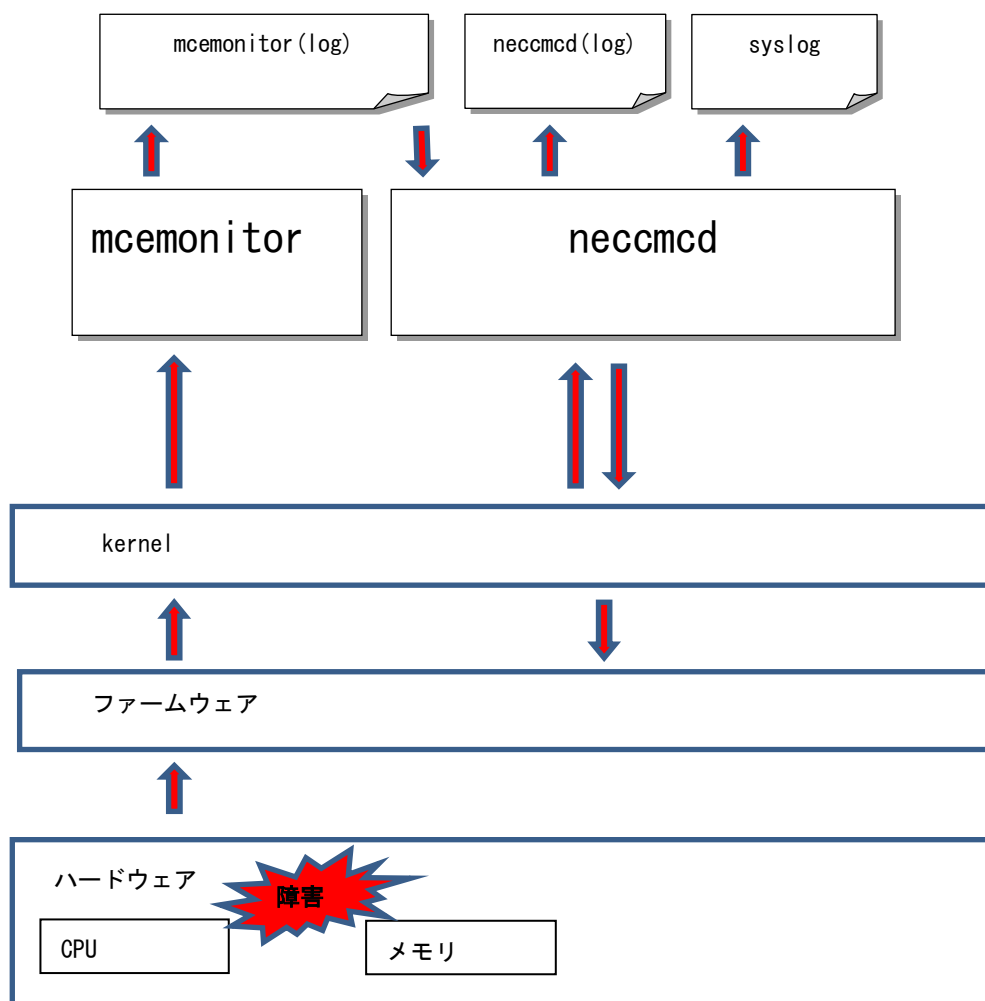 mcemonitor(log)
neccmcd(log)
syslog
mcemonitor
neccmcd
kernel
ファームウェア
ハードウェア
障害
CPU
メモリ